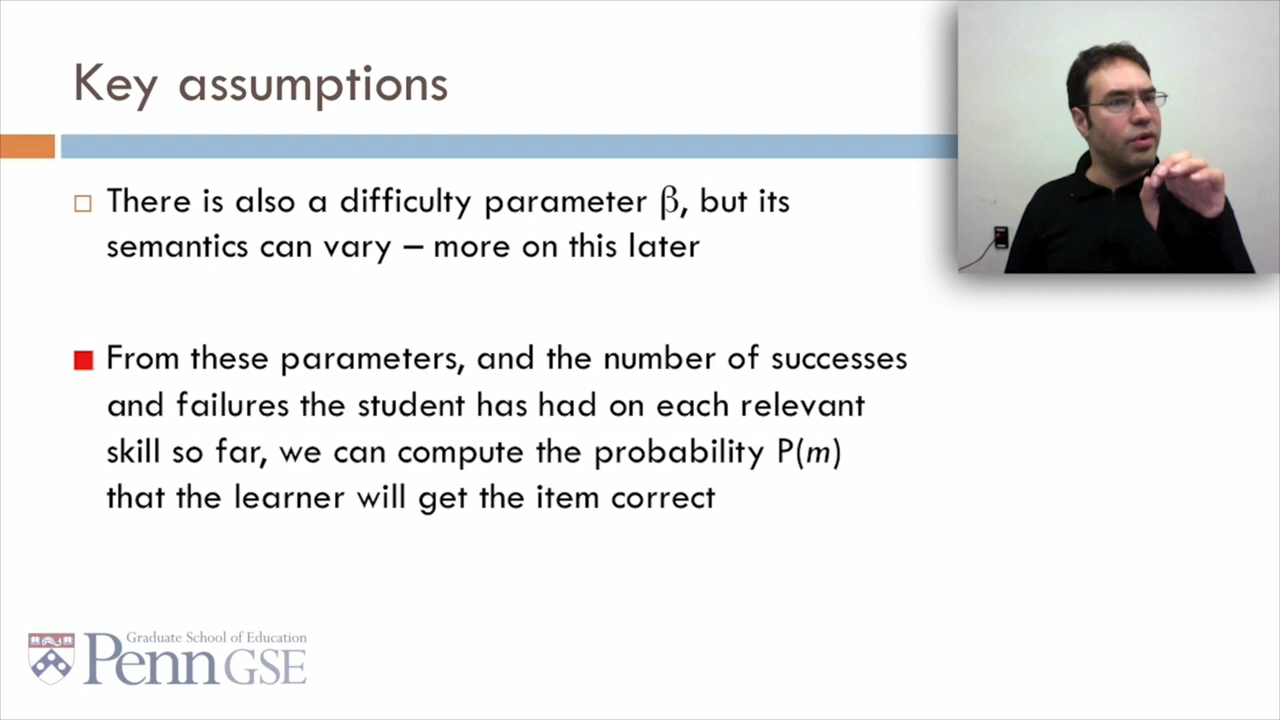 Key assumptions
There is also a difficulty parameter β, but its
semantics can vary – more on this later
From these parameters, and the number of successes
and failures the student has had on each relevant
skill so far, we can compute the probability P(m)
that the learner will get the item correct
Graduate School of Education
Penn GSE